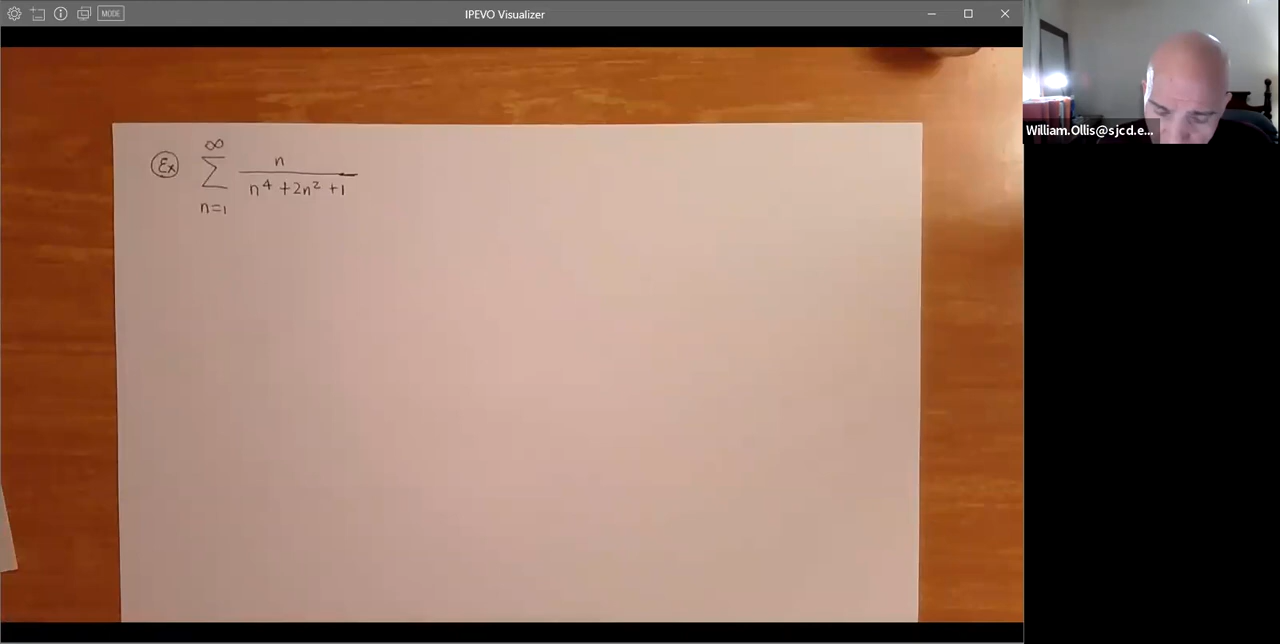 MODE
IPEVO Visualizer
William.Ollis@sjcd.e...
Ex ∞ ∑ n=1 n / n⁴ + 2n² + 1